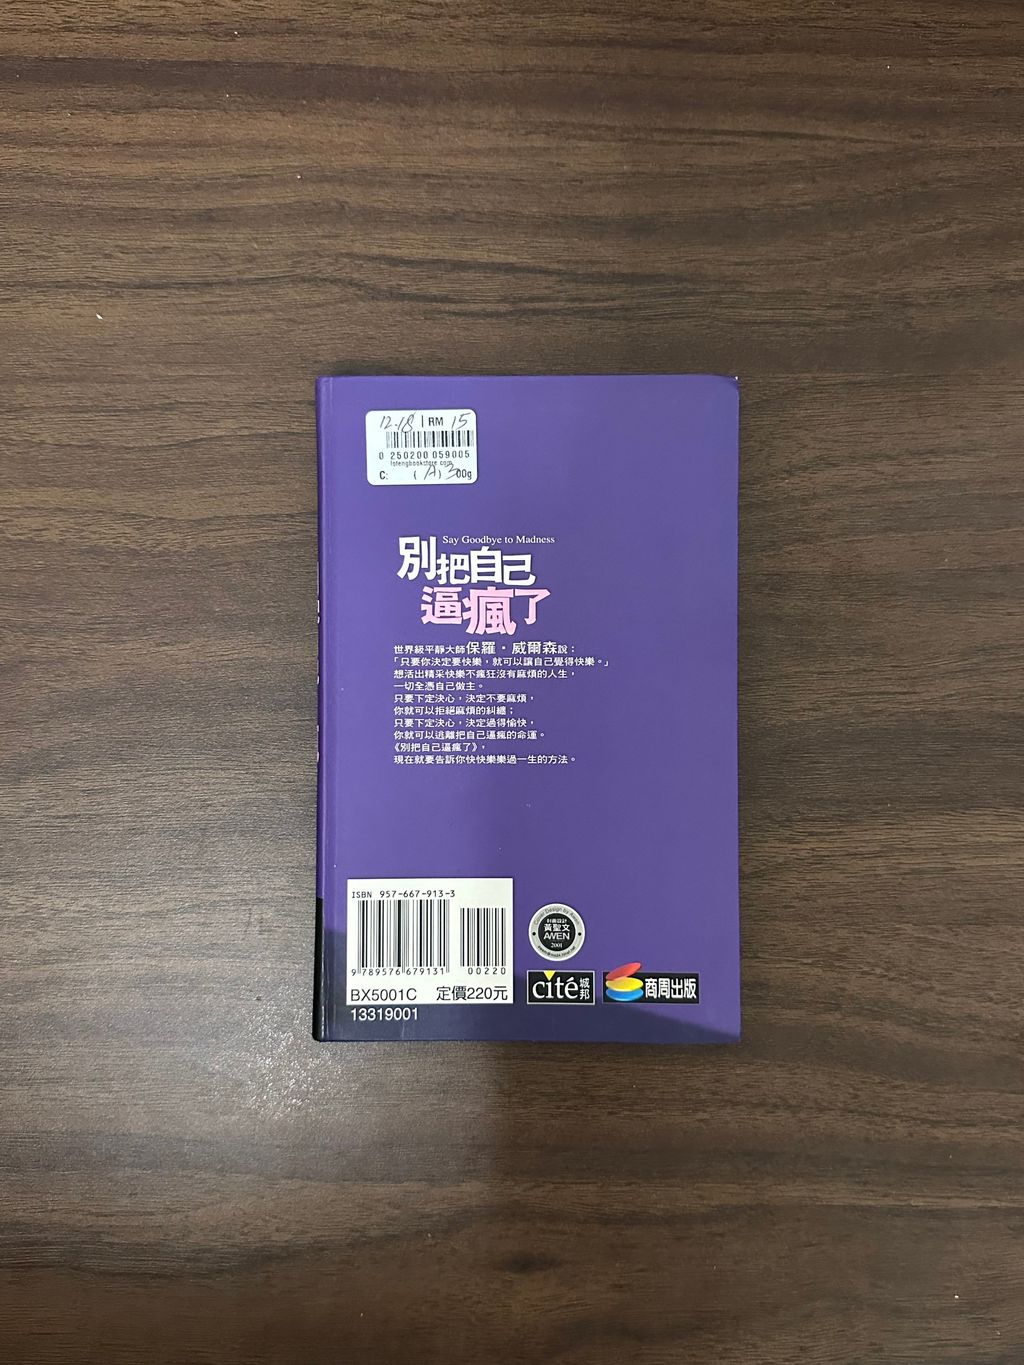 12.18 | RM 15
0 250200 059005
C: (A)3 00g
Say Goodbye to Madness
別把自己
逼瘋了
世界級平靜大師保羅・威爾森說：
「只要你決定要快樂，就可以讓自己覺得快樂。」
想活出精采快樂不瘋狂沒有麻煩的人生，
一切全憑自己做主。
只要下定決心，決定不要麻煩，
你就可以拒絕麻煩的糾纏；
只要下定決心，決定過得愉快，
你就可以逃離把自己逼瘋的命運。
《別把自己逼瘋了》，
現在就要告訴你快快樂樂過一生的方法。
ISBN 957-667-913-3
9 789576 679131
00220
BX5001C 定價220元
13319001
Cover Design by Awen
封面設計
黃聖文
AWEN
2001
cité 城邦
商周出版